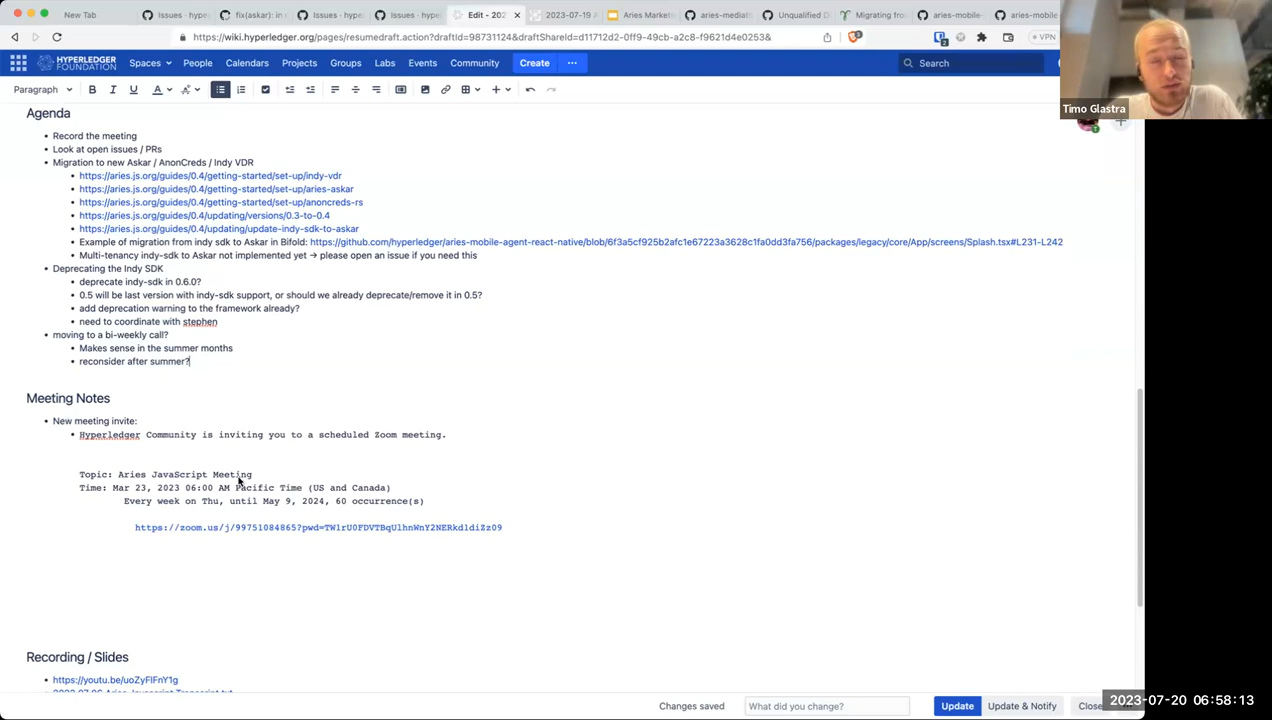 New Tab
Issues · hype
fix(askar): in
Issues · hype
Issues · hype
Edit - 202
2023-07-19 A
Aries Market
aries-mediat
Unqualified D
Migrating fro
aries-mobile-
aries-mobile
https://wiki.hyperledger.org/pages/resumedraft.action?draftId=98731124&draftShareId=d11712d2-0ff9-49cb-a2c8-f9621d4e0253&
VPN
HYPERLEDGER FOUNDATION
Spaces
People
Calendars
Projects
Groups
Labs
Events
Community
Create
Search
Paragraph
Timo Glastra
Agenda
Record the meeting
Look at open issues / PRs
Migration to new Askar / AnonCreds / Indy VDR
https://aries.js.org/guides/0.4/getting-started/set-up/indy-vdr
https://aries.js.org/guides/0.4/getting-started/set-up/aries-askar
https://aries.js.org/guides/0.4/getting-started/set-up/anoncreds-rs
https://aries.js.org/guides/0.4/updating/versions/0.3-to-0.4
https://aries.js.org/guides/0.4/updating/update-indy-sdk-to-askar
Example of migration from indy sdk to Askar in Bifold: https://github.com/hyperledger/aries-mobile-agent-react-native/blob/6f3a5cf925b2afc1e67223a3628c1fa0dd3fa756/packages/legacy/core/App/screens/Splash.tsx#L231-L242
Multi-tenancy indy-sdk to Askar not implemented yet → please open an issue if you need this
Deprecating the Indy SDK
deprecate indy-sdk in 0.6.0?
0.5 will be last version with indy-sdk support, or should we already deprecate/remove it in 0.5?
add deprecation warning to the framework already?
need to coordinate with stephen
moving to a bi-weekly call?
Makes sense in the summer months
reconsider after summer?
Meeting Notes
New meeting invite:
Hyperledger Community is inviting you to a scheduled Zoom meeting.
Topic: Aries JavaScript Meeting
Time: Mar 23, 2023 06:00 AM Pacific Time (US and Canada)
Every week on Thu, until May 9, 2024, 60 occurrence(s)
https://zoom.us/j/99751084865?pwd=TW1rU0FDVTBqUlhnWnY2NERkd1diZz09
Recording / Slides
https://youtu.be/uoZyFlFnY1g
Changes saved
What did you change?
Update
Update & Notify
Close
2023-07-20 06:58:13